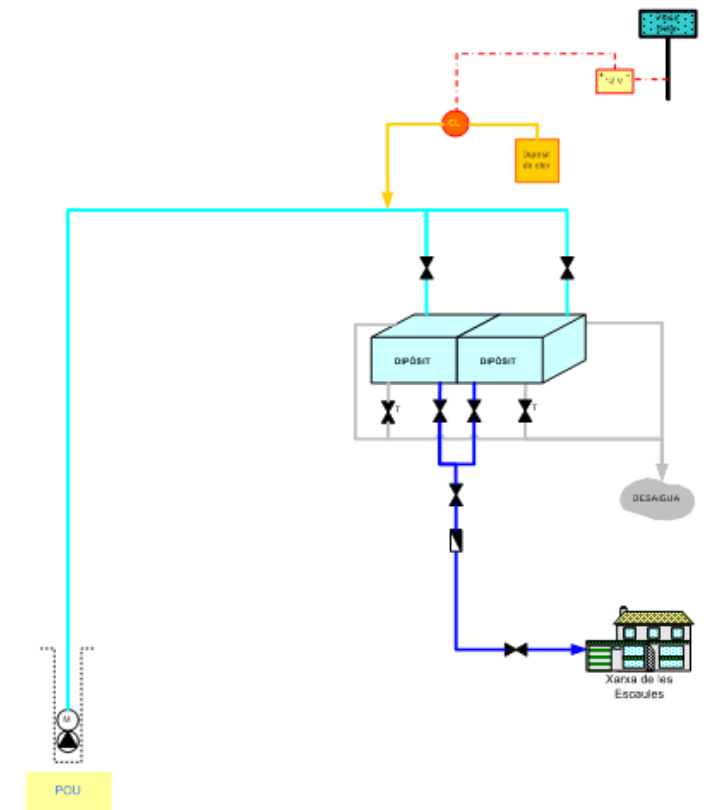 12 V
CL
Dipòsit
de clor
DIPÒSIT
DIPÒSIT
T
T
DESAIGUA
Xarxa de les
Escaules
M
POU